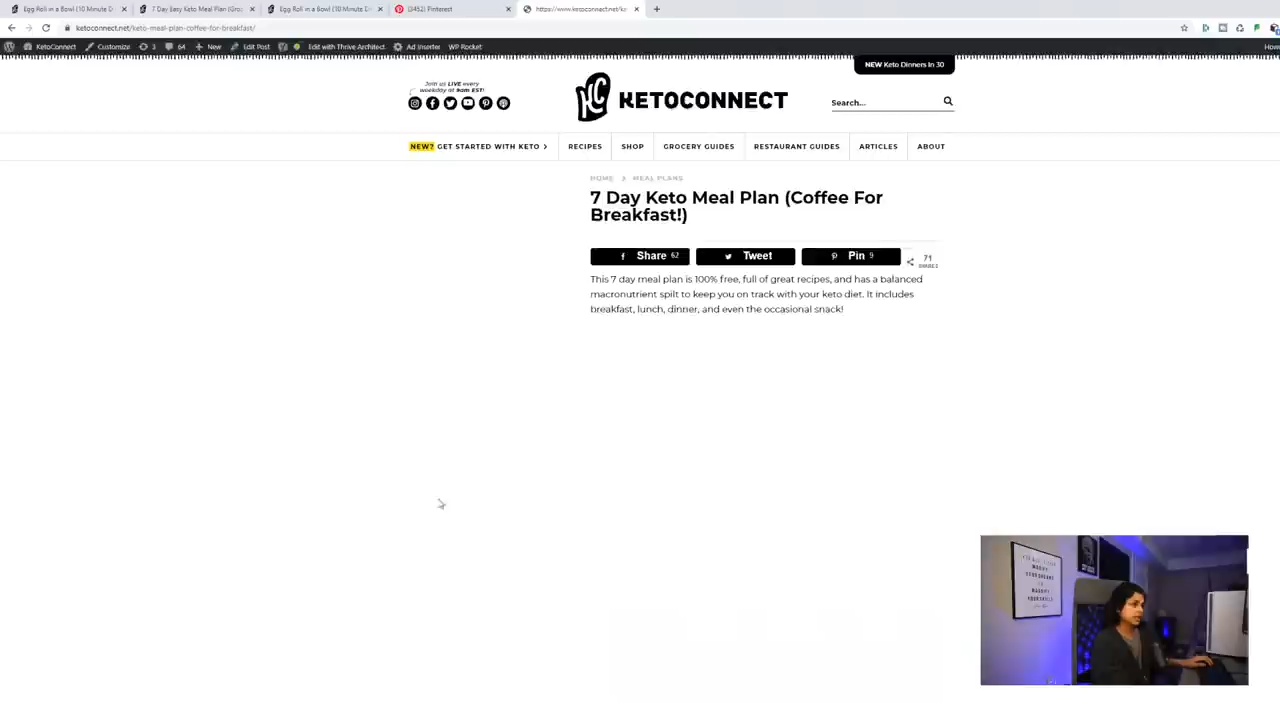 Egg Roll in a Bowl (10 Minute D
7 Day Easy Keto Meal Plan (Gro
Egg Roll in a Bowl (10 Minute D
(3452) Pinterest
https://www.ketoconnect.net/ke
ketoconnect.net/keto-meal-plan-coffee-for-breakfast/
KetoConnect Customize 3 64 New Edit Post Edit with Thrive Architect Ad Inserter WP Rocket
NEW Keto Dinners In 30
Join us LIVE every
weekday at 9am EST!
KC KETOCONNECT
Search...
NEW? GET STARTED WITH KETO RECIPES SHOP GROCERY GUIDES RESTAURANT GUIDES ARTICLES ABOUT
HOME MEAL PLANS
7 Day Keto Meal Plan (Coffee For
Breakfast!)
Share 62 Tweet Pin 9 71
SHARES
This 7 day meal plan is 100% free, full of great recipes, and has a balanced
macronutrient spilt to keep you on track with your keto diet. It includes
breakfast, lunch, dinner, and even the occasional snack!